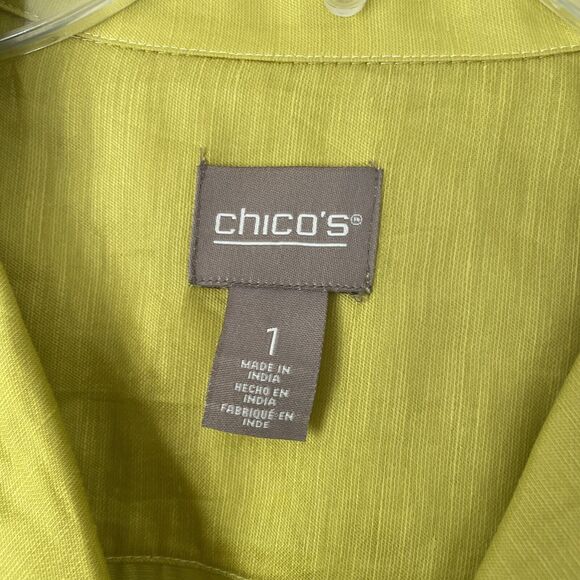 chico's®
1
MADE IN
INDIA
HECHO EN
INDIA
FABRIQUÉ EN
INDE